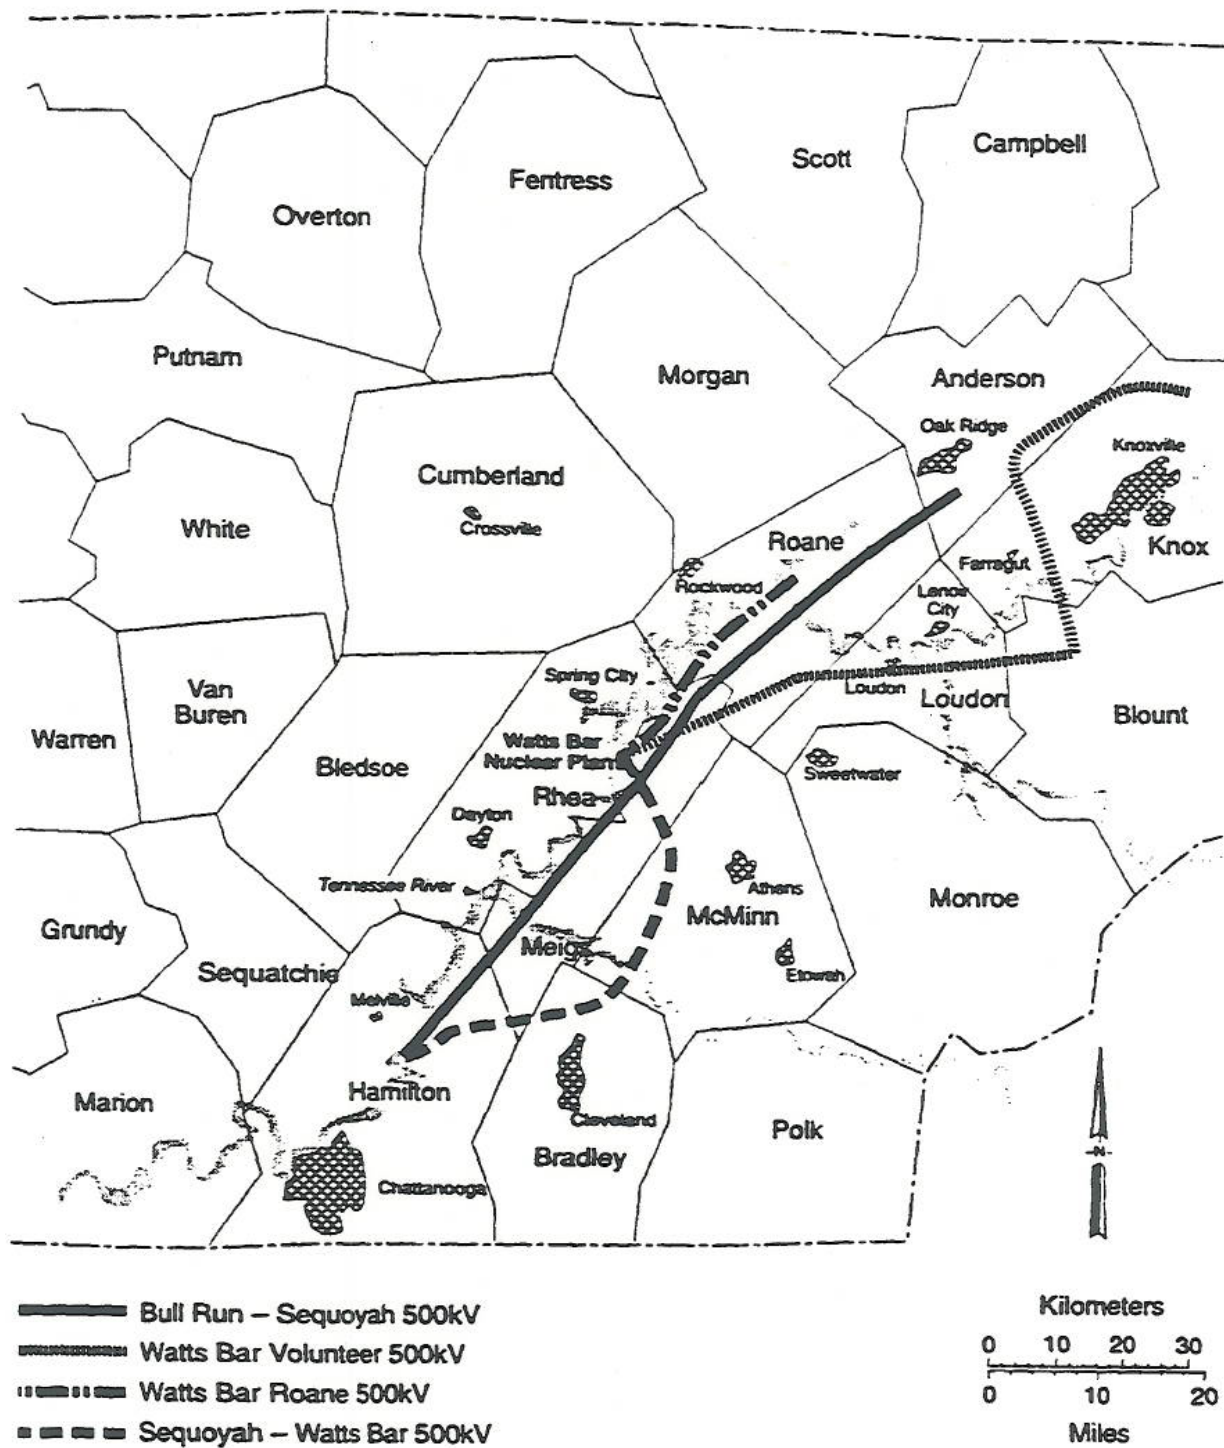 Scott
Campbell
Fentress
Overton
Putnam
Morgan
Anderson
Oak Ridge
Knoxville
Cumberland
Crossville
White
Roane
Knox
Farragut
Rockwood
Lenoir
City
Spring City
Loudon
Loudon
Blount
Van
Buren
Warren
Watts Bar
Nuclear Plant
Bledsoe
Sweetwater
Rhea
Dayton
Tennessee River
Athens
McMinn
Monroe
Grundy
Meigs
Sequatchie
Etowah
Melville
Hamilton
Marion
Cleveland
Polk
Bradley
Chattanooga
N
Bull Run – Sequoyah 500kV
Watts Bar Volunteer 500kV
Watts Bar Roane 500kV
Sequoyah – Watts Bar 500kV
Kilometers
0 10 20 30
0 10 20
Miles